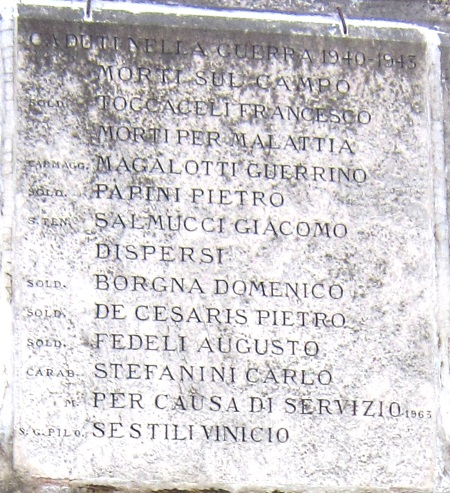 CADUTI NELLA GUERRA 1940-1943
MORTI SUL CAMPO
SOLD. TOCCACELI FRANCESCO
MORTI PER MALATTIA
MAGALOTTI GUERRINO
SOLD. PAPINI PIETRO
S. TEN. SALMUCCI GIACOMO
DISPERSI
SOLD. BORGNA DOMENICO
SOLD. DE CESARIS PIETRO
SOLD. FEDELI AUGUSTO
CARAB. STEFANINI CARLO
PER CAUSA DI SERVIZIO 1963
S. G. PILO. SESTILI VINICIO